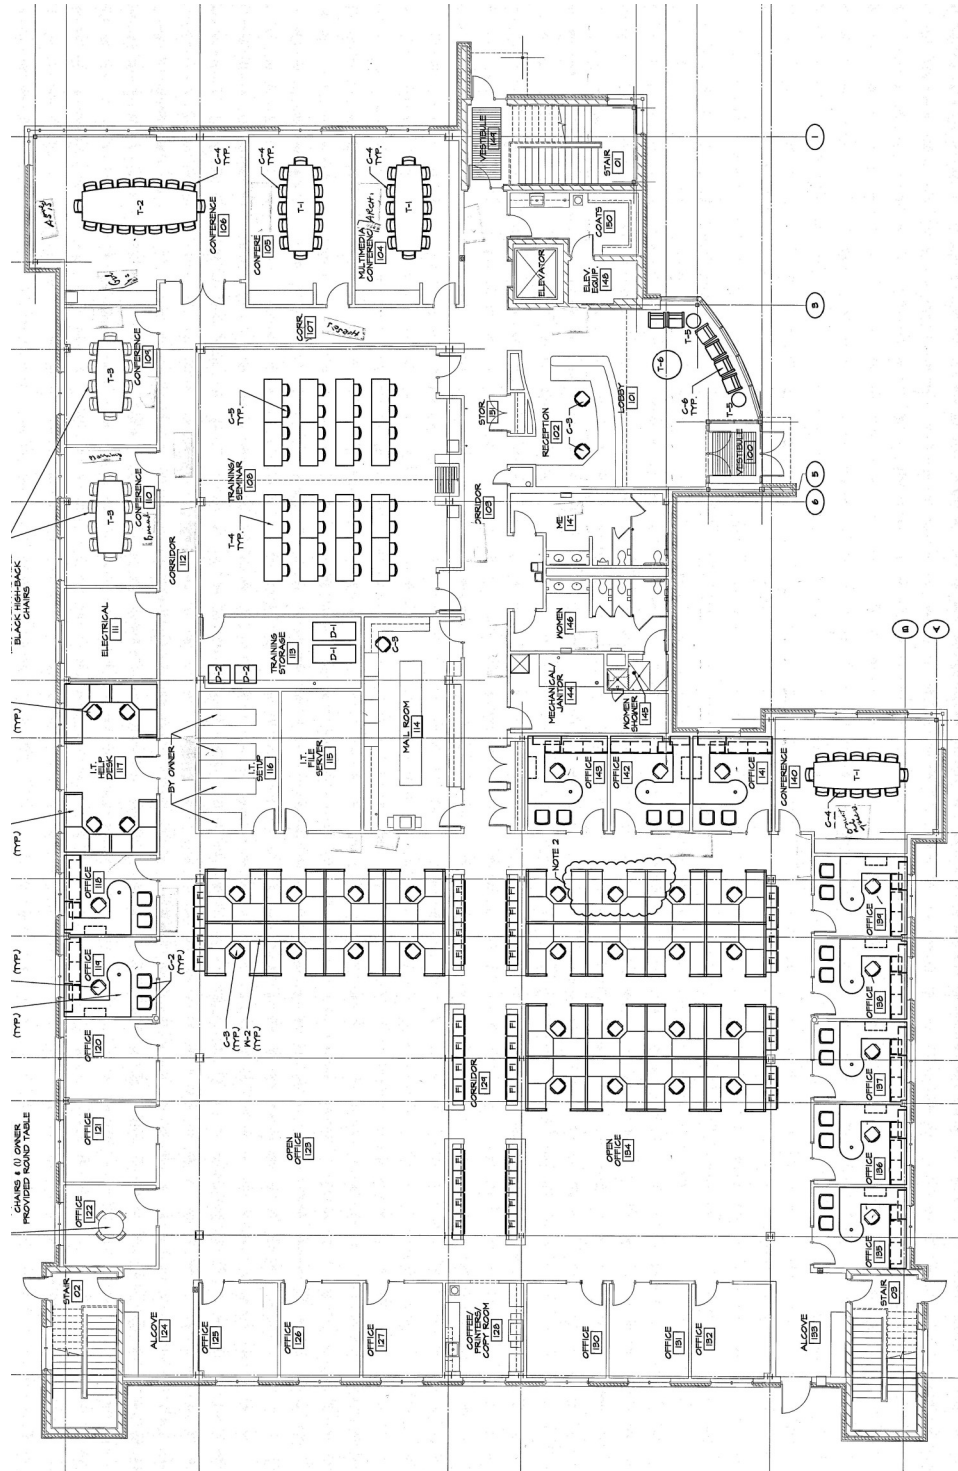 VESTIBULE
149
STAIR
01
C-4
TYP.
T-2
CONFERENCE
106
C-4
TYP.
T-1
105
C-4
TYP.
T-1
MULTIMEDIA
104
COATS
150
ELEVATOR
ELEV.
EQUIP.
148
1
CORR.
107
3
T-3
CONFERENCE
109
C-5
TYP.
TRAINING/
SEMINAR
108
STOR.
151
RECEPTION
102
C-3
LOBBY
101
T-6
T-5
C-6
TYP.
T-5
VESTIBULE
100
5
6
T-3
CONFERENCE
110
CORRIDOR
112
T-4
TYP.
103
147
BLACK HIGH-BACK
CHAIRS
ELECTRICAL
111
D-2
D-2
TRAINING
STORAGE
113
D-1
D-1
C-3
WOMEN
146
MECHANICAL/
JANITOR
144
WOMEN
SHOWER
145
B
A
(TYP.)
I.T.
HELP
DESK
117
BY OWNER
I.T.
SETUP
116
I.T.
FILE
SERVER
115
MAIL ROOM
114
OFFICE
143
OFFICE
142
OFFICE
141
CONFERENCE
140
T-1
C-4
(TYP.)
OFFICE
118
NOTE 2
OFFICE
139
(TYP.)
OFFICE
119
C-2
(TYP.)
OFFICE
138
(TYP.)
C-3
(TYP.)
W-2
(TYP.)
OFFICE
120
CORRIDOR
129
OFFICE
137
CHAIRS & (1) OWNER
PROVIDED ROUND TABLE
OFFICE
121
OPEN
OFFICE
123
OPEN
OFFICE
134
OFFICE
136
OFFICE
122
OFFICE
135
STAIR
02
ALCOVE
124
OFFICE
125
OFFICE
126
OFFICE
127
COFFEE/
PRINTERS/
COPY ROOM
128
OFFICE
130
OFFICE
131
OFFICE
132
ALCOVE
133
STAIR
03